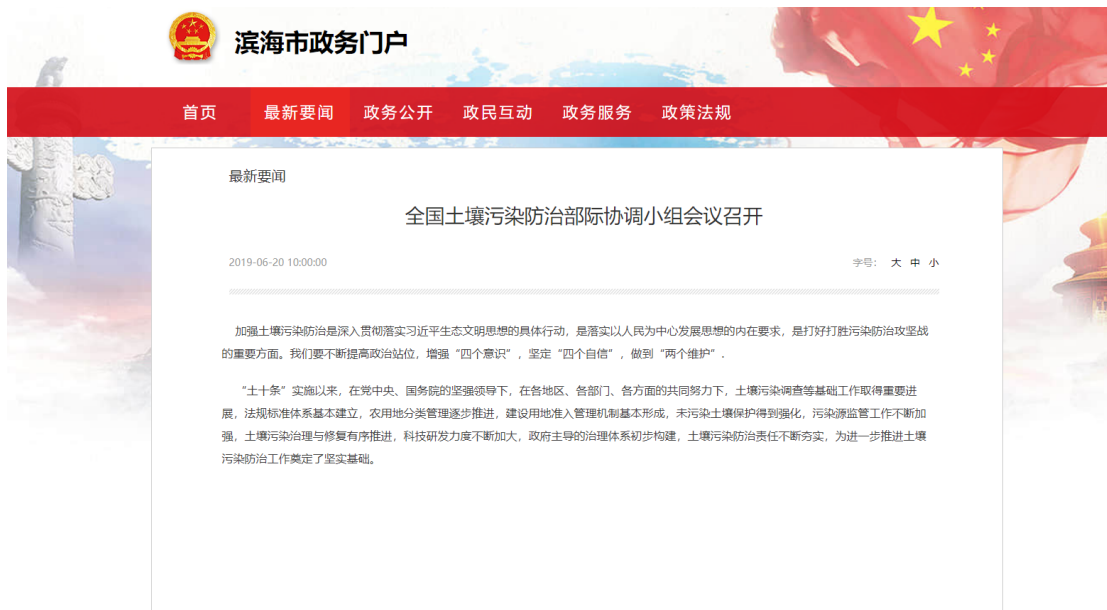 滨海市政务门户
首页 最新要闻 政务公开 政民互动 政务服务 政策法规
最新要闻
全国土壤污染防治部际协调小组会议召开
2019-06-20 10:00:00 字号： 大 中 小
加强土壤污染防治是深入贯彻落实习近平生态文明思想的具体行动，是落实以人民为中心发展思想的内在要求，是打好打胜污染防治攻坚战
的重要方面。我们要不断提高政治站位，增强“四个意识”，坚定“四个自信”，做到“两个维护”.
“土十条”实施以来，在党中央、国务院的坚强领导下，在各地区、各部门、各方面的共同努力下，土壤污染调查等基础工作取得重要进
展，法规标准体系基本建立，农用地分类管理逐步推进，建设用地准入管理机制基本形成，未污染土壤保护得到强化，污染源监管工作不断加
强，土壤污染治理与修复有序推进，科技研发力度不断加大，政府主导的治理体系初步构建，土壤污染防治责任不断夯实，为进一步推进土壤
污染防治工作奠定了坚实基础。